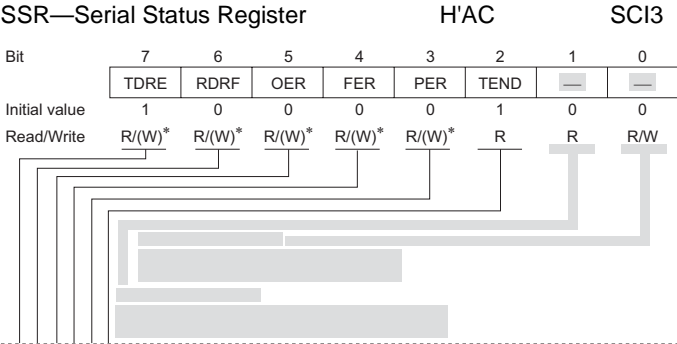 SSR—Serial Status Register H'AC SCI3
Bit 7 6 5 4 3 2 1 0
TDRE RDRF OER FER PER TEND — —
Initial value 1 0 0 0 0 1 0 0
Read/Write R/(W)* R/(W)* R/(W)* R/(W)* R/(W)* R R R/W